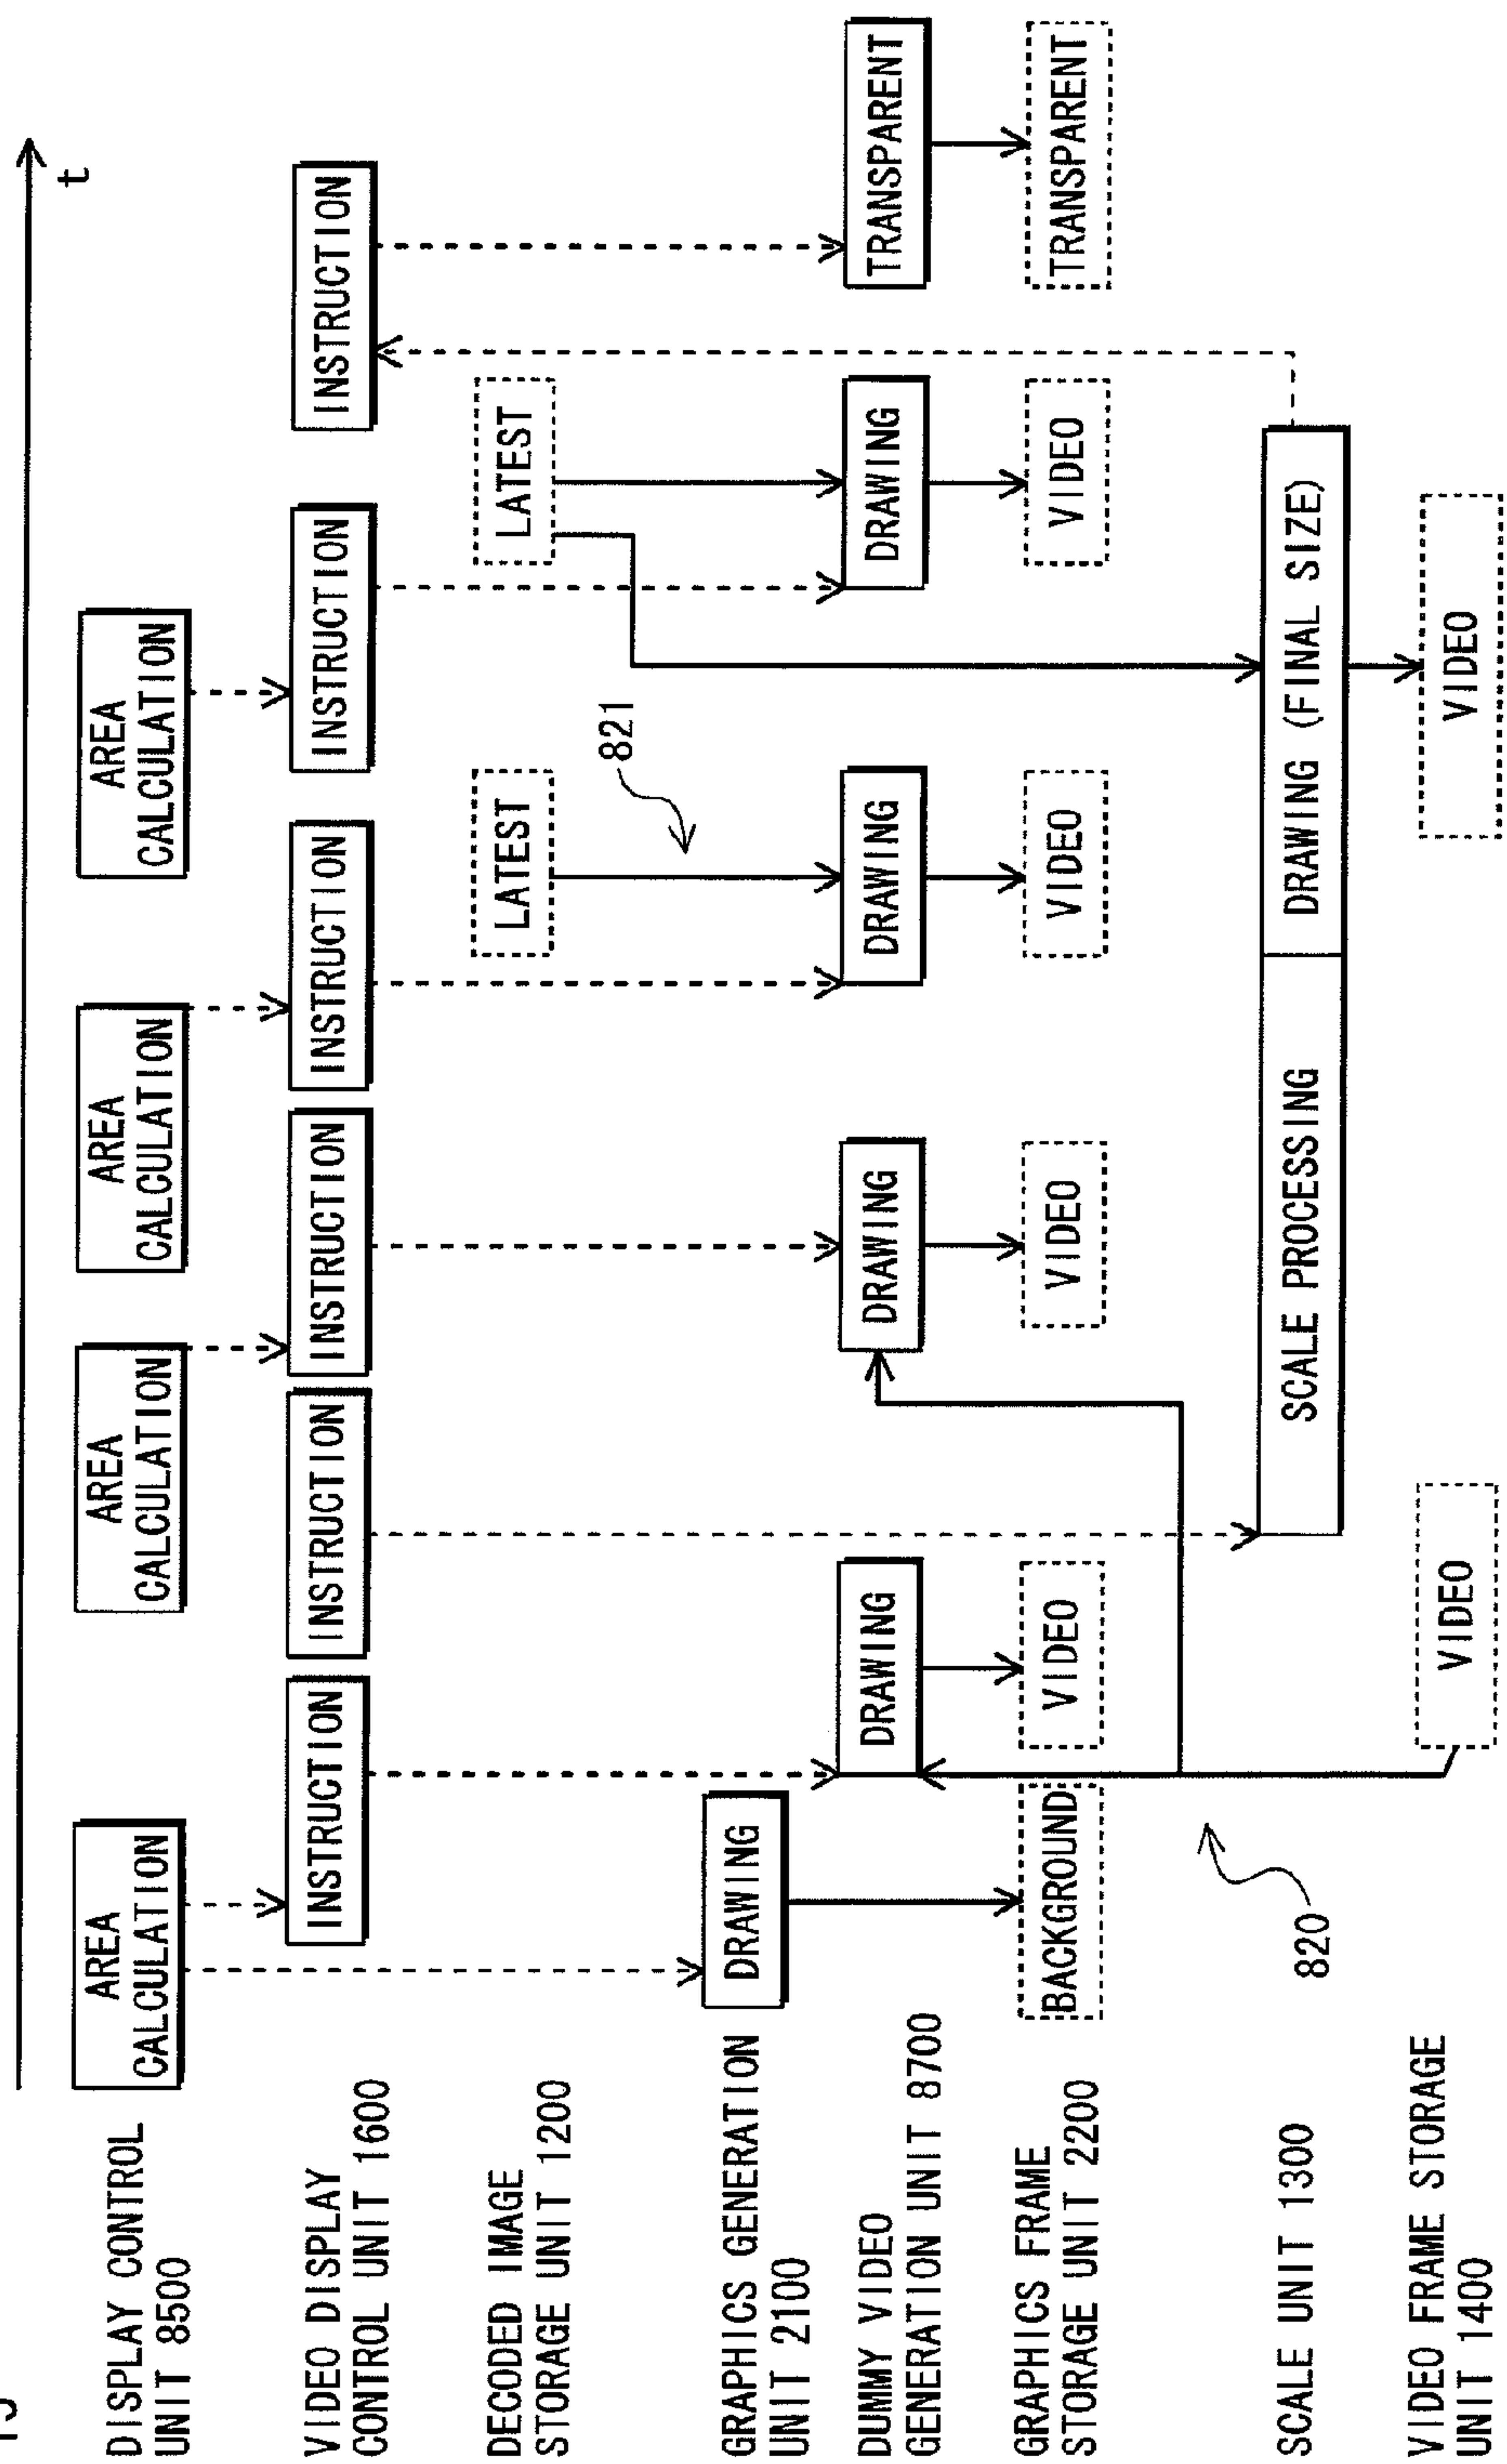 t
DISPLAY CONTROL
UNIT 8500
AREA
CALCULATION
AREA
CALCULATION
AREA
CALCULATION
AREA
CALCULATION
VIDEO DISPLAY
CONTROL UNIT 1600
INSTRUCTION
INSTRUCTION
INSTRUCTION
INSTRUCTION
INSTRUCTION
INSTRUCTION
DECODED IMAGE
STORAGE UNIT 1200
LATEST
LATEST
821
GRAPHICS GENERATION
UNIT 2100
DRAWING
DUMMY VIDEO
GENERATION UNIT 8700
DRAWING
DRAWING
DRAWING
DRAWING
TRANSPARENT
GRAPHICS FRAME
STORAGE UNIT 2200
BACKGROUND
VIDEO
VIDEO
VIDEO
VIDEO
TRANSPARENT
820
SCALE UNIT 1300
SCALE PROCESSING
DRAWING (FINAL SIZE)
VIDEO FRAME STORAGE
UNIT 1400
VIDEO
VIDEO